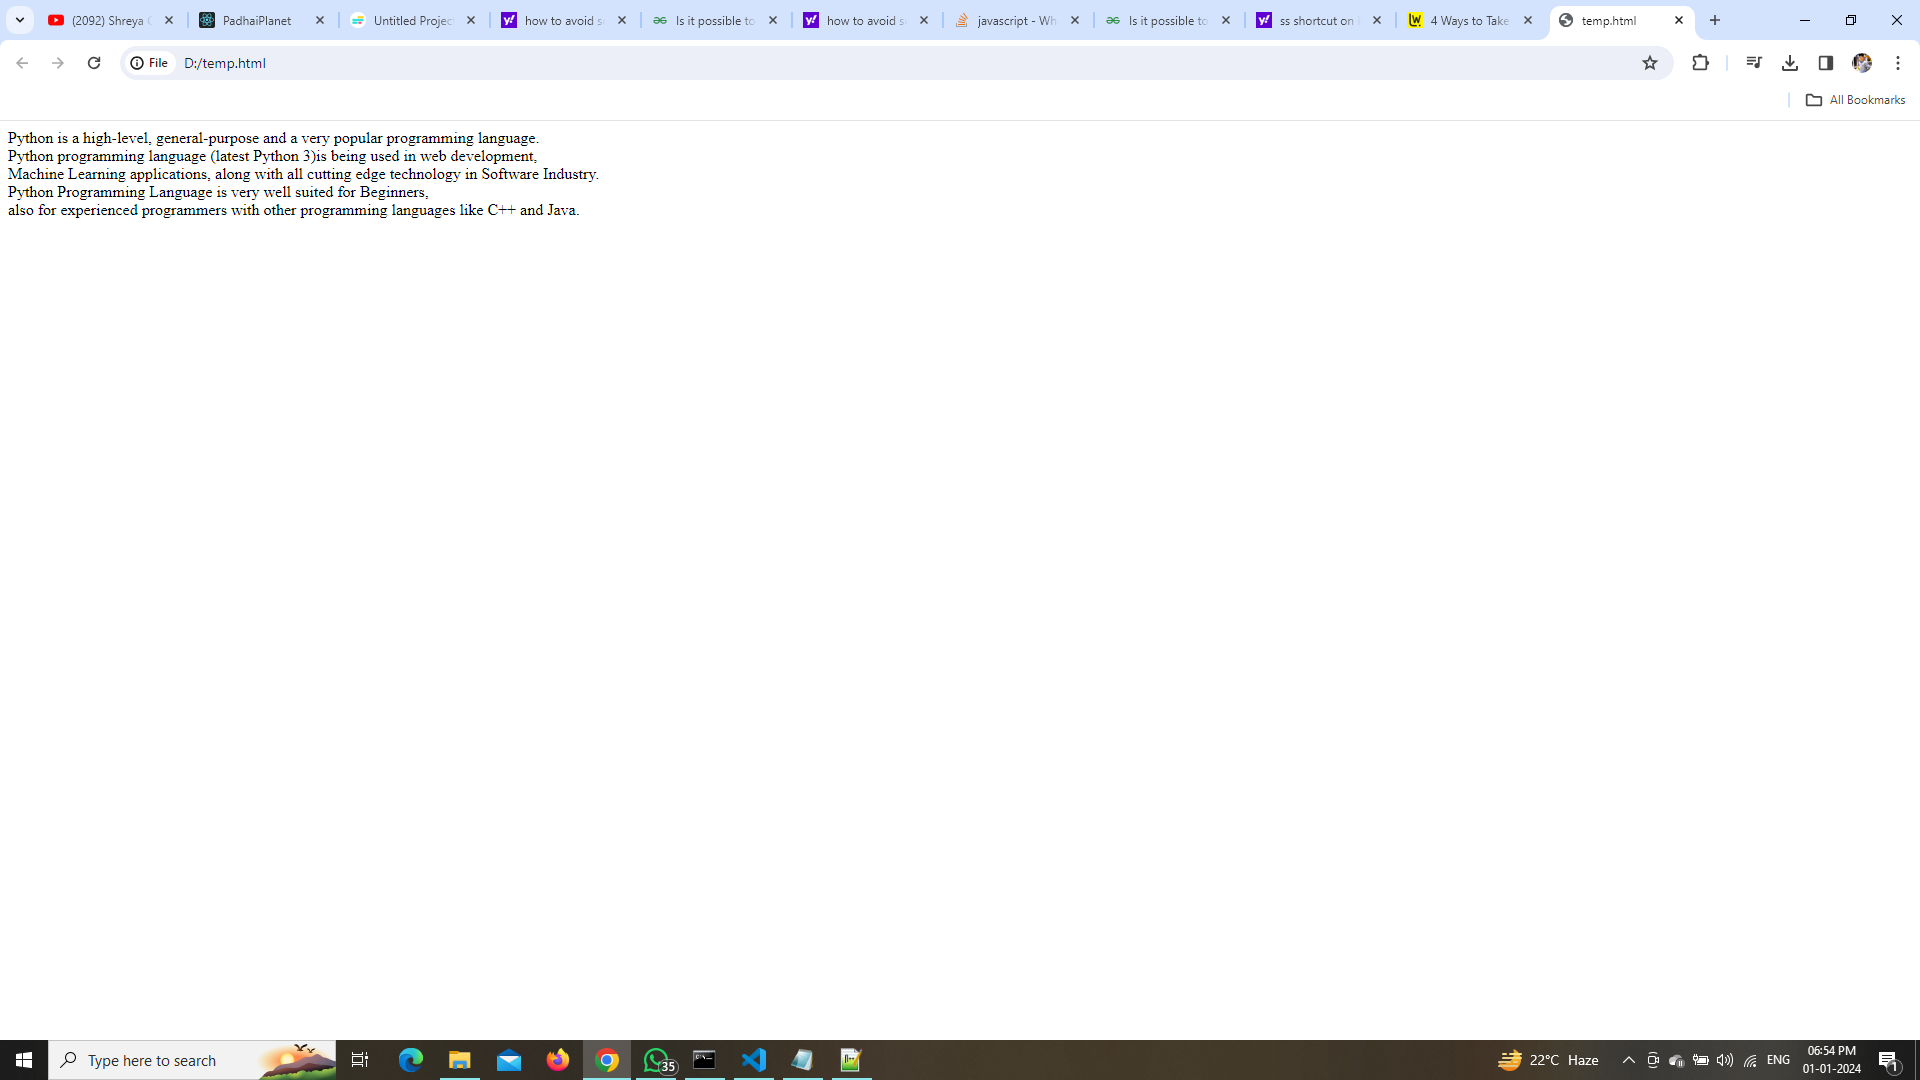 (2092) Shreya
PadhaiPlanet
Untitled Projec
how to avoid s
Is it possible to
how to avoid s
javascript - Wh
Is it possible to
ss shortcut on
4 Ways to Take
temp.html
File
D:/temp.html
All Bookmarks
Python is a high-level, general-purpose and a very popular programming language.
Python programming language (latest Python 3)is being used in web development,
Machine Learning applications, along with all cutting edge technology in Software Industry.
Python Programming Language is very well suited for Beginners,
also for experienced programmers with other programming languages like C++ and Java.
Type here to search
35
22°C Haze
ENG
06:54 PM
01-01-2024
1